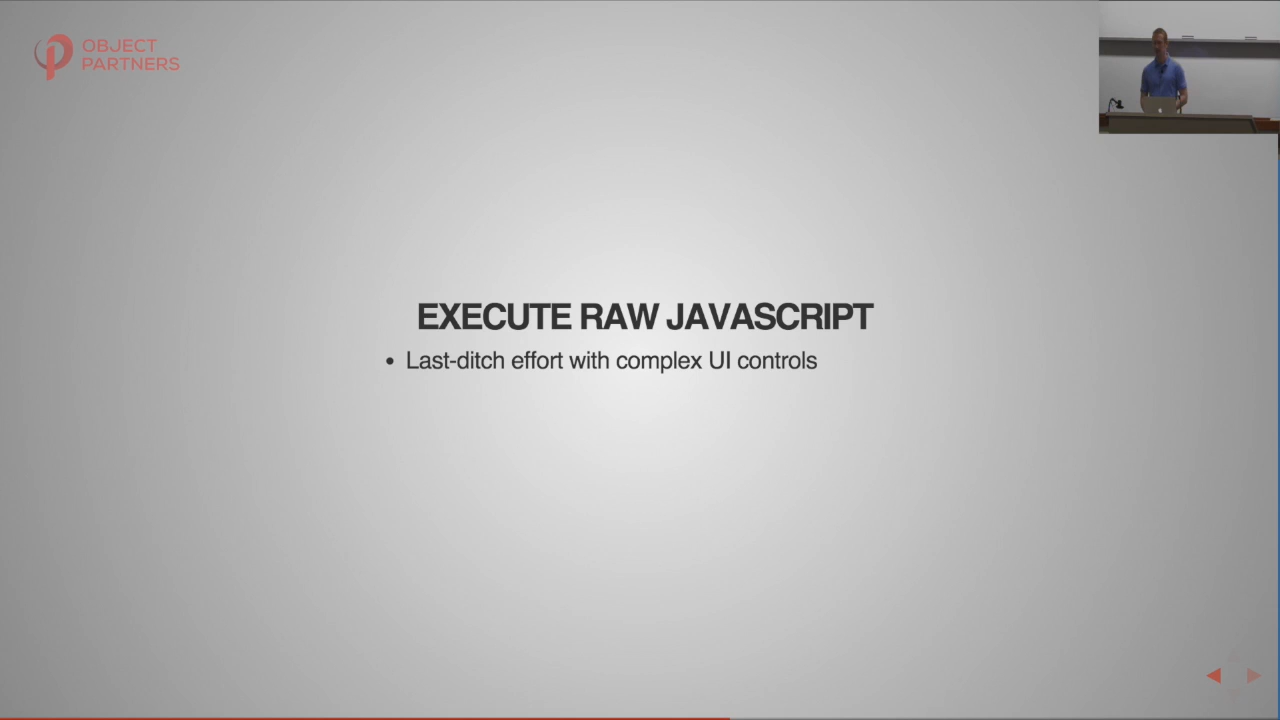 OBJECT
PARTNERS
EXECUTE RAW JAVASCRIPT
• Last-ditch effort with complex UI controls